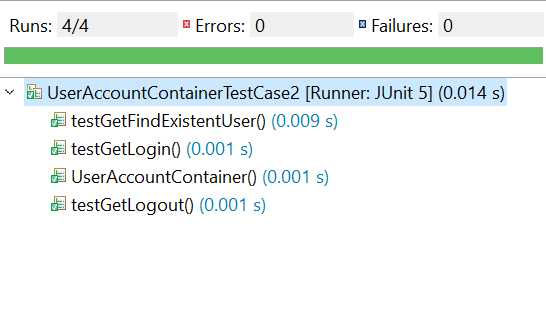 Runs: 4/4 Errors: 0 Failures: 0
UserAccountContainerTestCase2 [Runner: JUnit 5] (0.014 s)
testGetFindExistentUser() (0.009 s)
testGetLogin() (0.001 s)
UserAccountContainer() (0.001 s)
testGetLogout() (0.001 s)